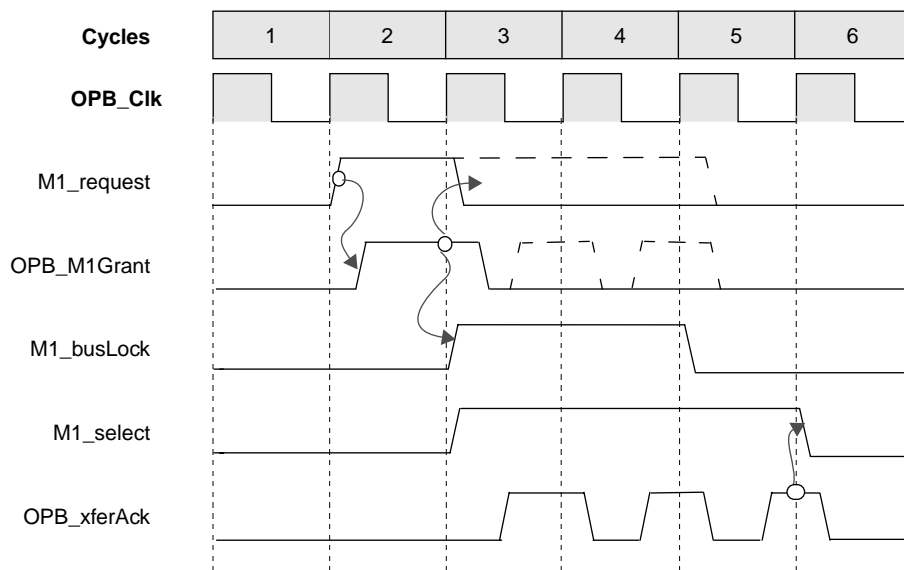 Cycles 1 2 3 4 5 6
OPB_Clk
M1_request
OPB_M1Grant
M1_busLock
M1_select
OPB_xferAck